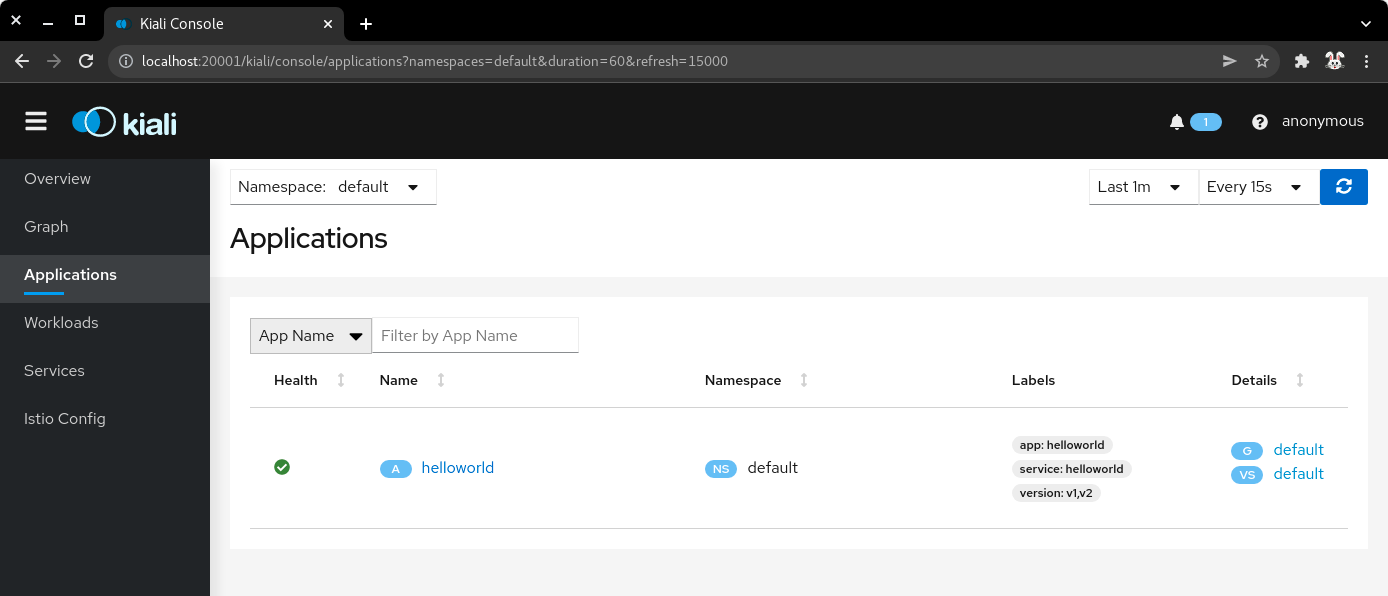 Kiali Console
localhost:20001/kiali/console/applications?namespaces=default&duration=60&refresh=15000
kiali
1
anonymous
Overview
Graph
Applications
Workloads
Services
Istio Config
Namespace: default
Last 1m
Every 15s
Applications
App Name
Filter by App Name
Health Name Namespace Labels Details
A helloworld
NS default
app: helloworld
service: helloworld
version: v1,v2
G default
VS default